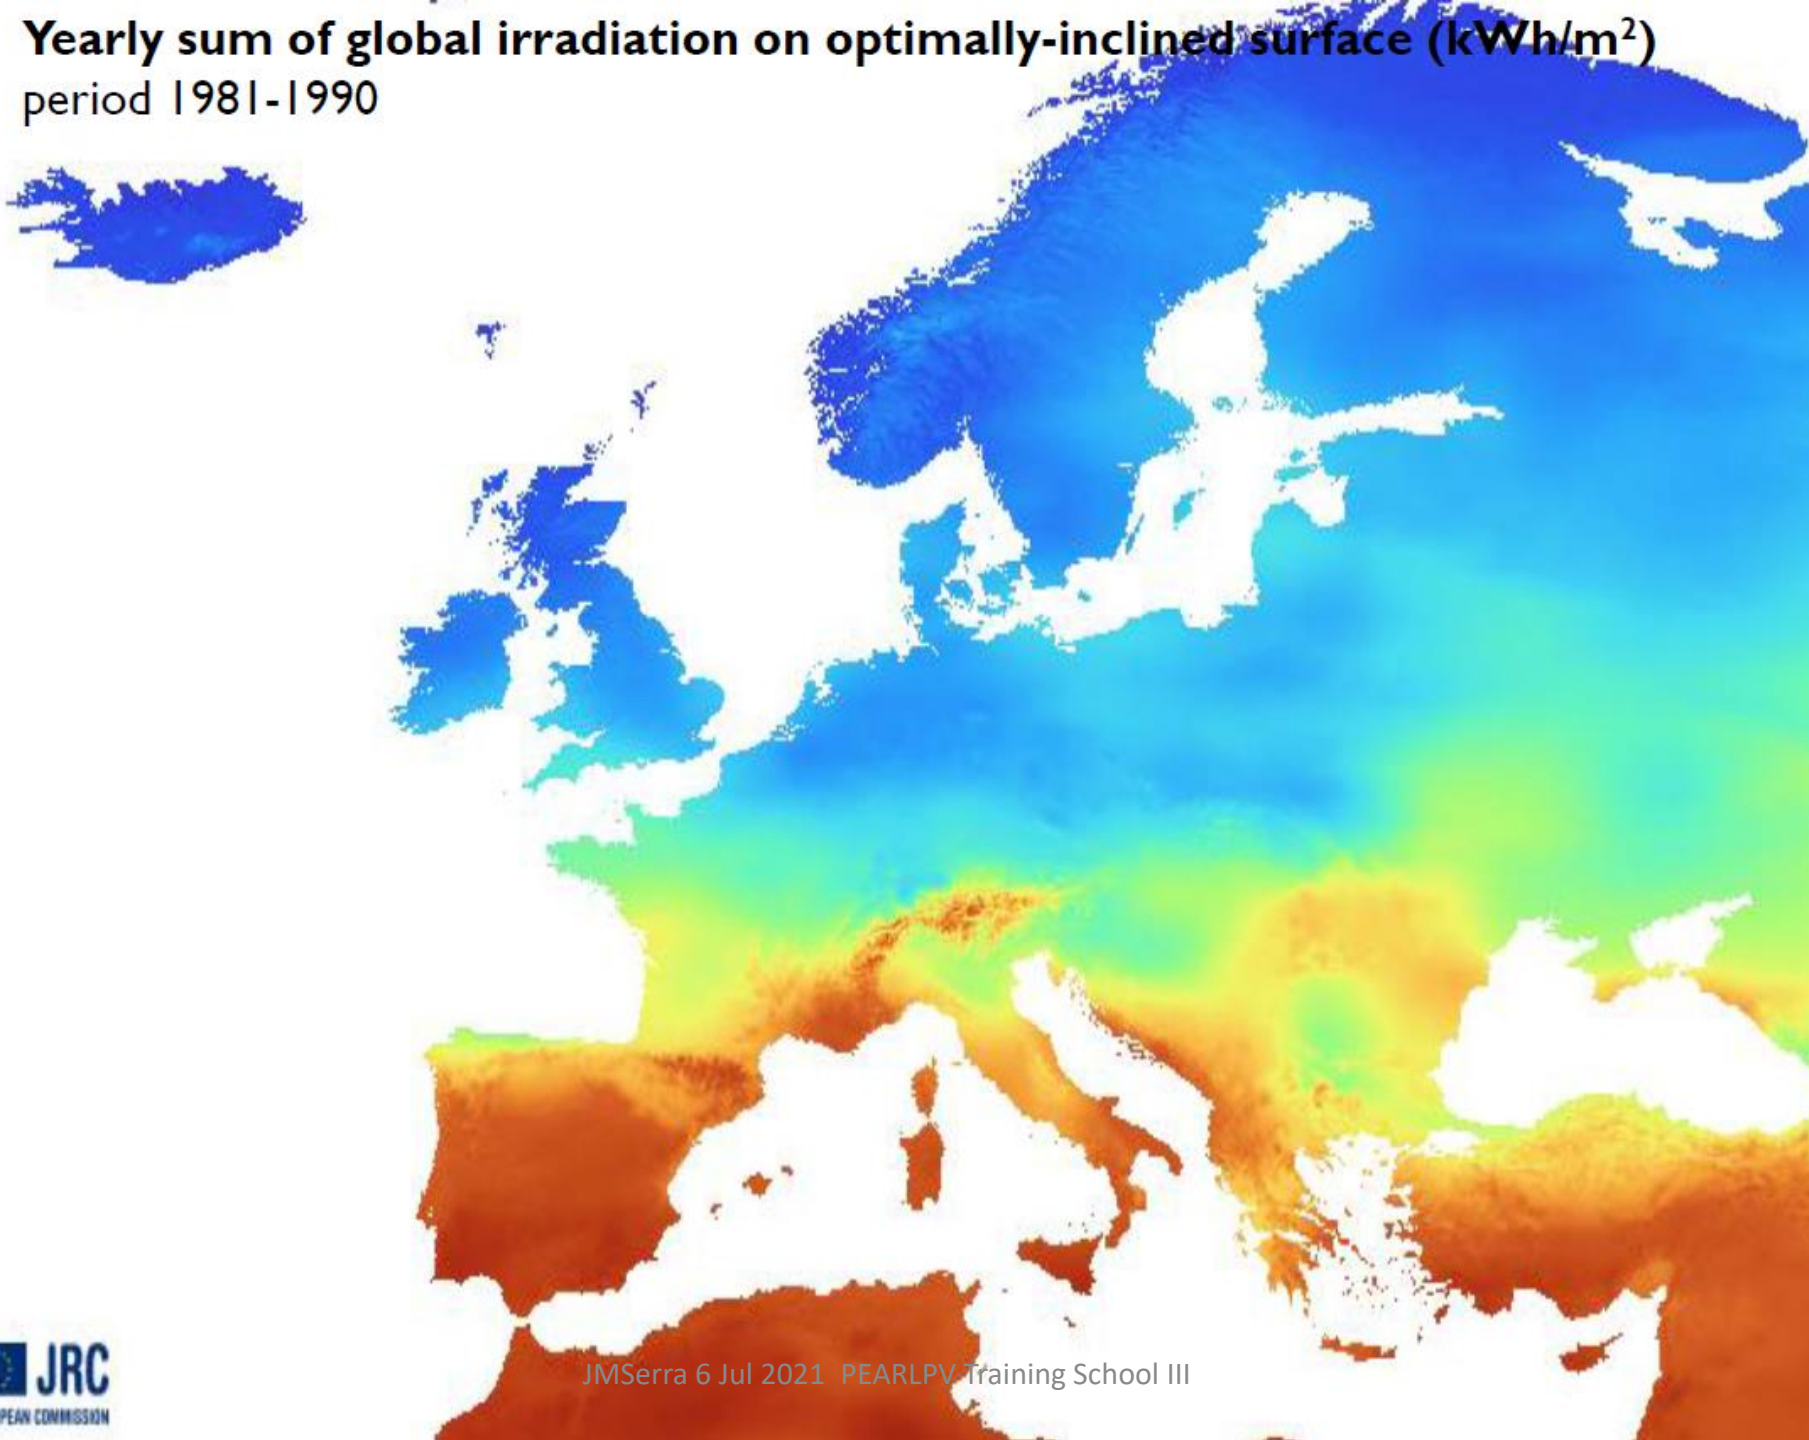 Yearly sum of global irradiation on optimally-inclined surface (kWh/m²)
period 1981-1990
JRC
PEAN COMMISSION
JMSerra 6 Jul 2021 PEARLPV Training School III